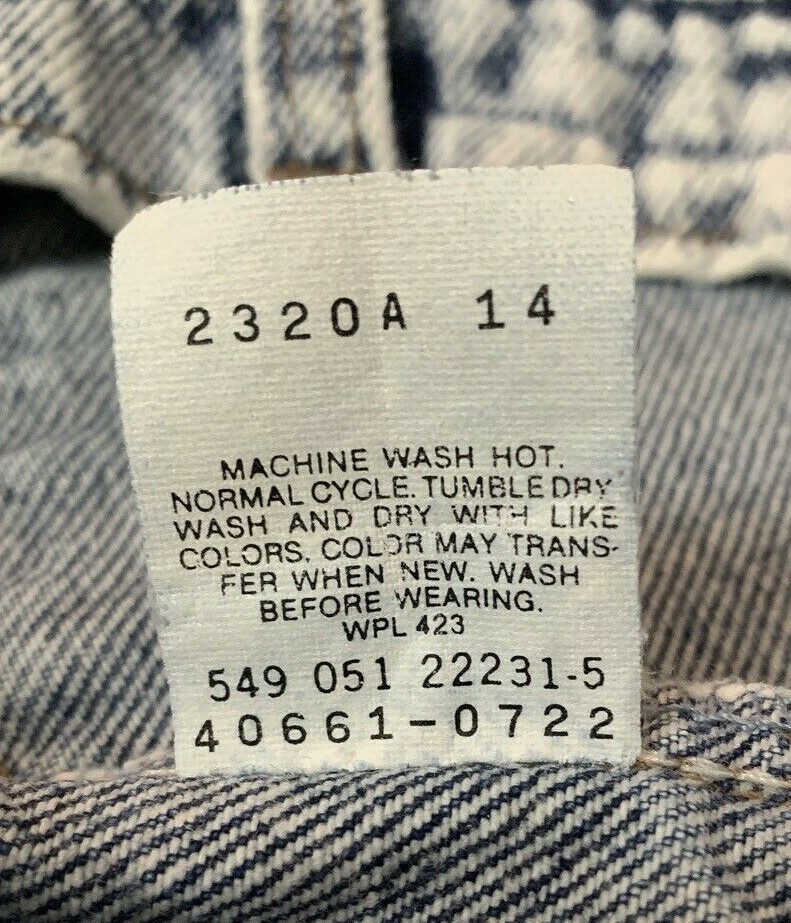 2320A 14
MACHINE WASH HOT.
NORMAL CYCLE. TUMBLE DRY
WASH AND DRY WITH LIKE
COLORS. COLOR MAY TRANS-
FER WHEN NEW. WASH
BEFORE WEARING.
WPL 423
549 051 22231-5
40661-0722